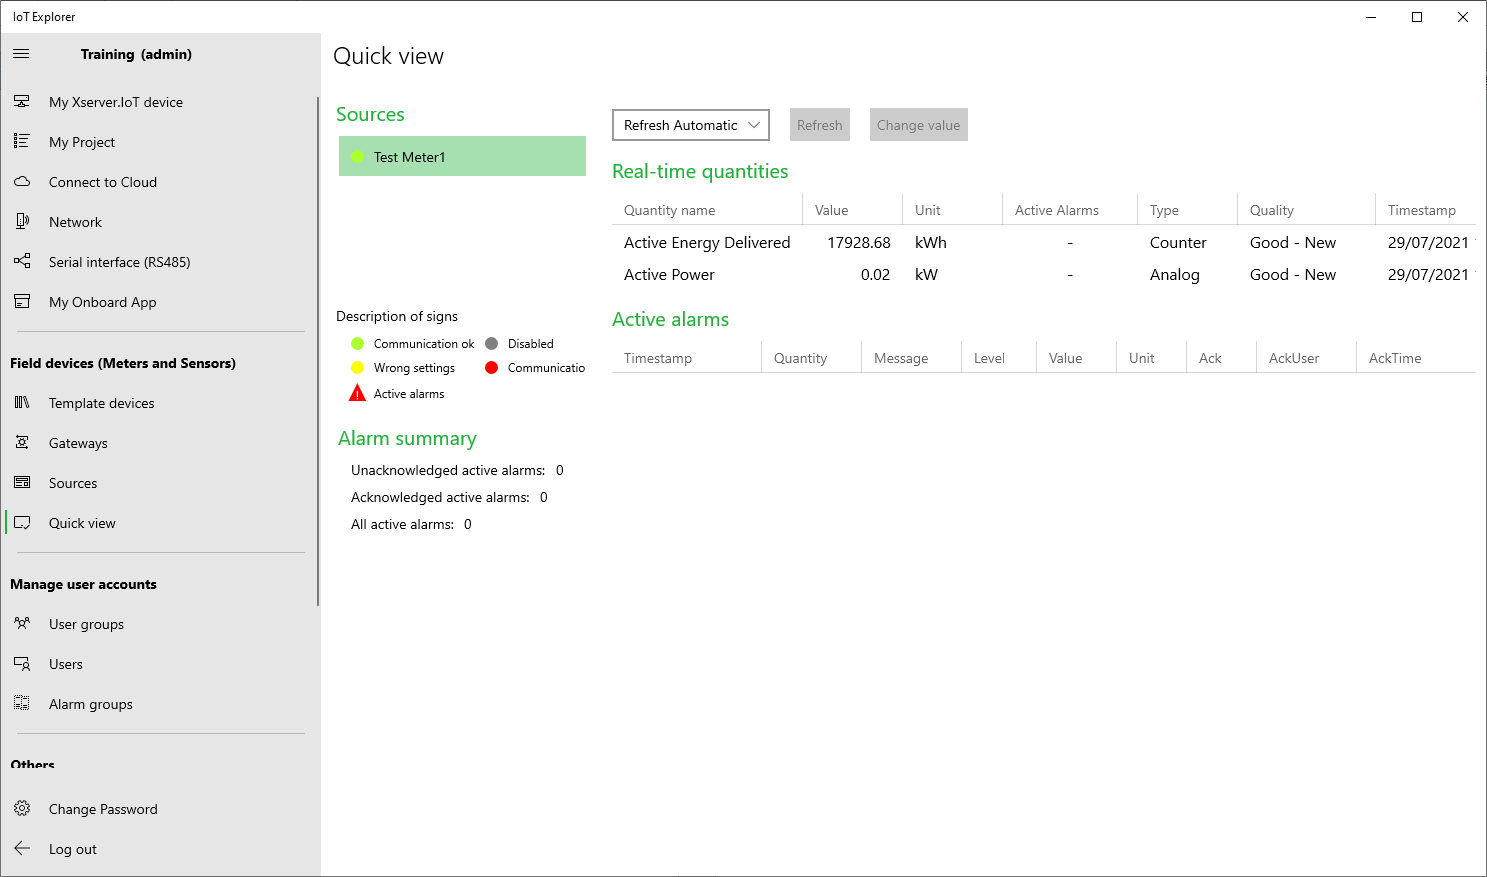 IoT Explorer
Training (admin)
My Xserver.IoT device
My Project
Connect to Cloud
Network
Serial interface (RS485)
My Onboard App
Field devices (Meters and Sensors)
Template devices
Gateways
Sources
Quick view
Manage user accounts
User groups
Users
Alarm groups
Others
Change Password
Log out
Quick view
Sources
Test Meter1
Description of signs
Communication ok
Disabled
Wrong settings
Communicatio
Active alarms
Alarm summary
Unacknowledged active alarms: 0
Acknowledged active alarms: 0
All active alarms: 0
Refresh Automatic
Refresh
Change value
Real-time quantities
Quantity name Value Unit Active Alarms Type Quality Timestamp
Active Energy Delivered 17928.68 kWh - Counter Good - New 29/07/2021
Active Power 0.02 kW - Analog Good - New 29/07/2021
Active alarms
Timestamp Quantity Message Level Value Unit Ack AckUser AckTime